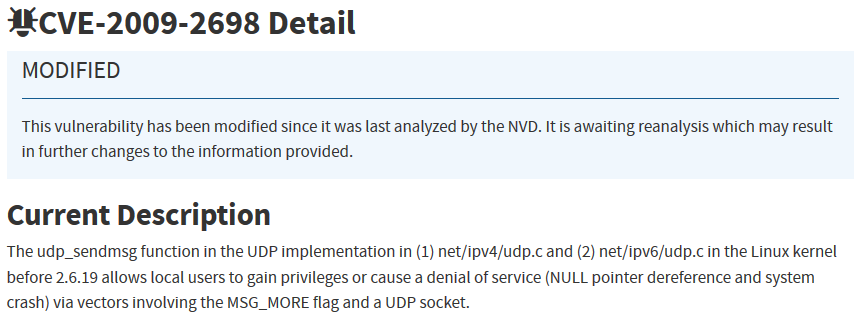 CVE-2009-2698 Detail
MODIFIED
This vulnerability has been modified since it was last analyzed by the NVD. It is awaiting reanalysis which may result
in further changes to the information provided.
Current Description
The udp_sendmsg function in the UDP implementation in (1) net/ipv4/udp.c and (2) net/ipv6/udp.c in the Linux kernel
before 2.6.19 allows local users to gain privileges or cause a denial of service (NULL pointer dereference and system
crash) via vectors involving the MSG_MORE flag and a UDP socket.